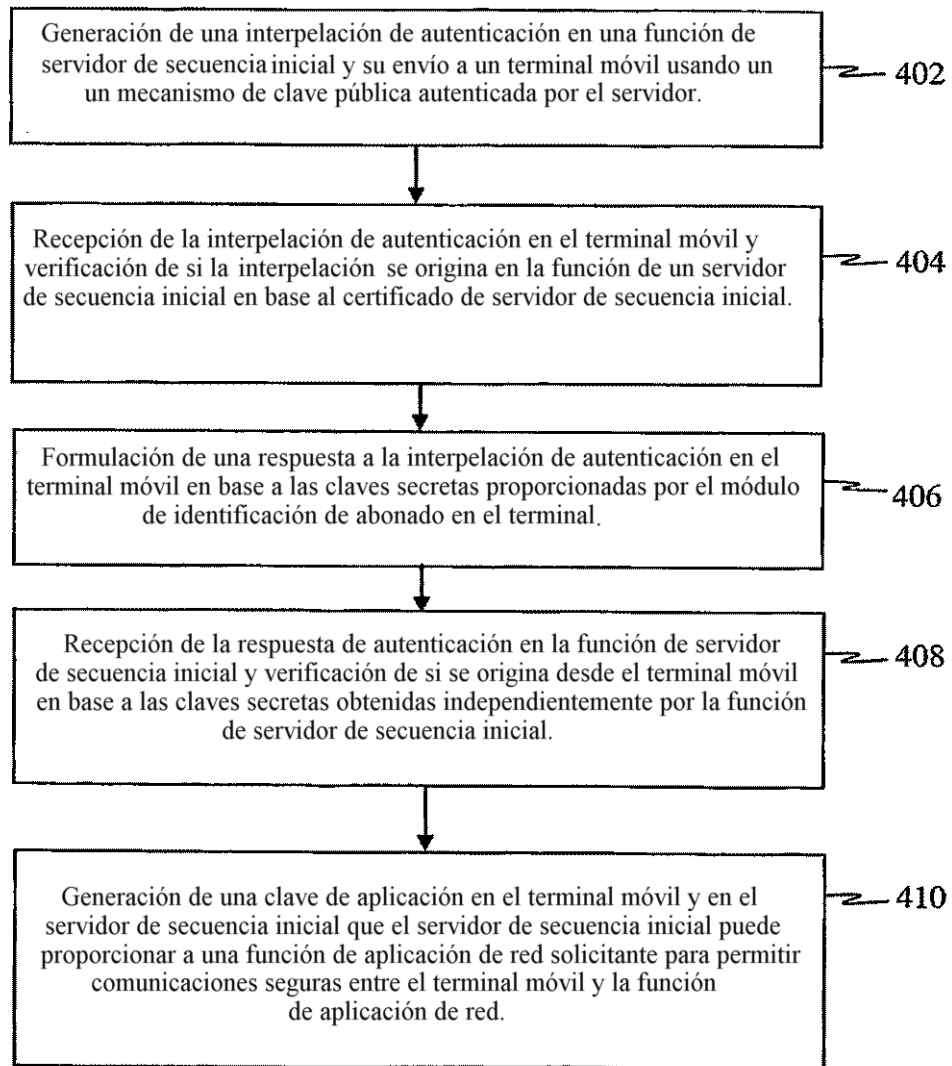 Generación de una interpelación de autenticación en una función de
servidor de secuencia inicial y su envío a un terminal móvil usando un
un mecanismo de clave pública autenticada por el servidor.
402
Recepción de la interpelación de autenticación en el terminal móvil y
verificación de si la interpelación se origina en la función de un servidor
de secuencia inicial en base al certificado de servidor de secuencia inicial.
404
Formulación de una respuesta a la interpelación de autenticación en el
terminal móvil en base a las claves secretas proporcionadas por el módulo
de identificación de abonado en el terminal.
406
Recepción de la respuesta de autenticación en la función de servidor
de secuencia inicial y verificación de si se origina desde el terminal móvil
en base a las claves secretas obtenidas independientemente por la función
de servidor de secuencia inicial.
408
Generación de una clave de aplicación en el terminal móvil y en el
servidor de secuencia inicial que el servidor de secuencia inicial puede
proporcionar a una función de aplicación de red solicitante para permitir
comunicaciones seguras entre el terminal móvil y la función
de aplicación de red.
410